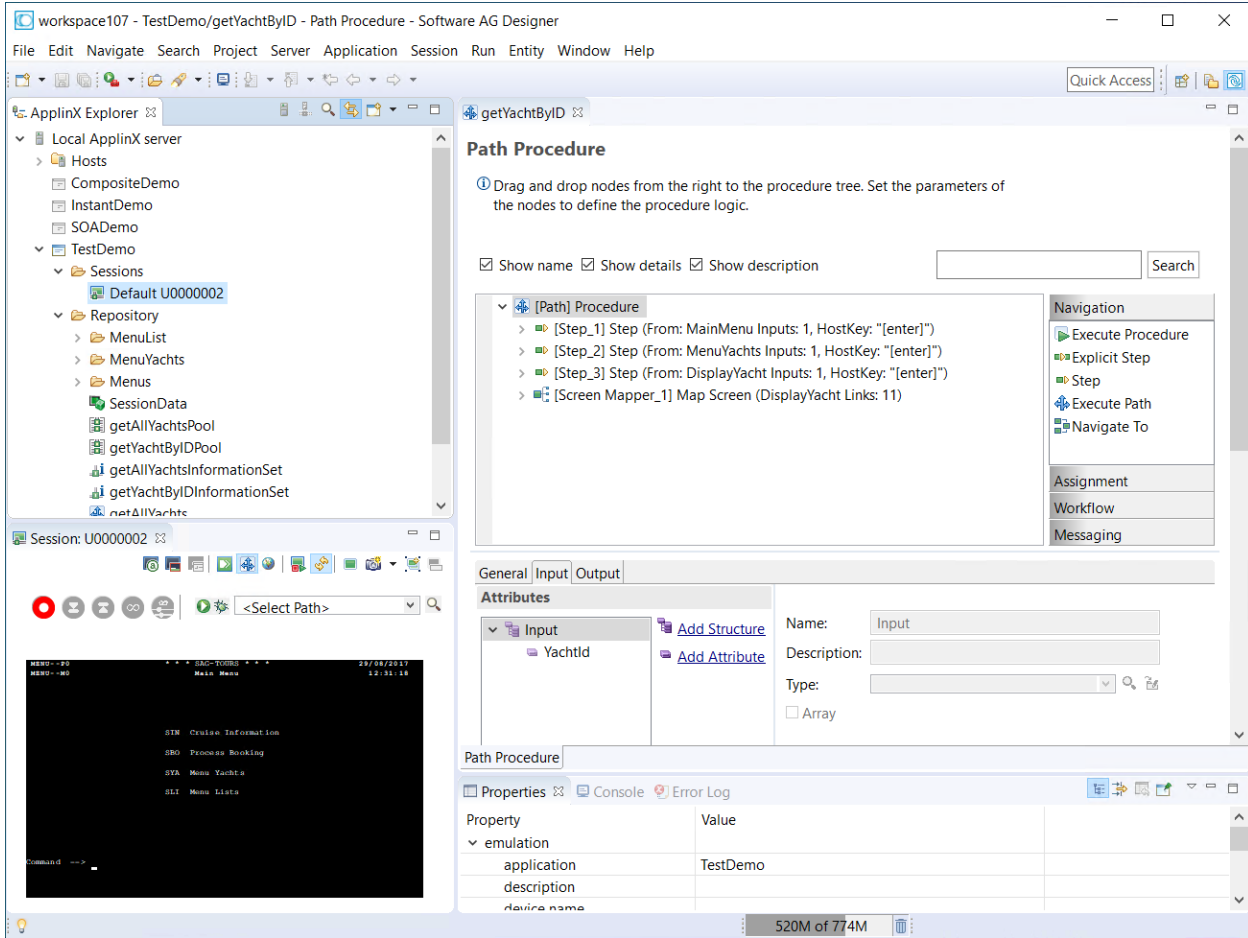 workspace107 - TestDemo/getYachtByID - Path Procedure - Software AG Designer
File Edit Navigate Search Project Server Application Session Run Entity Window Help
Quick Access
ApplinX Explorer
Local ApplinX server
Hosts
CompositeDemo
InstantDemo
SOADemo
TestDemo
Sessions
Default U0000002
Repository
MenuList
MenuYachts
Menus
SessionData
getAllYachtsPool
getYachtByIDPool
getAllYachtsInformationSet
getYachtByIDInformationSet
getAllYachts
Session: U0000002
<Select Path>
MENU--P0 * * * SAG-TOURS * * * 29/08/2017
MENU--M0 Main Menu 12:31:18
STN Cruise Information
SBO Process Booking
SYA Menu Yachts
SLI Menu Lists
Command -->
getYachtByID
Path Procedure
Drag and drop nodes from the right to the procedure tree. Set the parameters of
the nodes to define the procedure logic.
Show name Show details Show description Search
[Path] Procedure
[Step_1] Step (From: MainMenu Inputs: 1, HostKey: "[enter]")
[Step_2] Step (From: MenuYachts Inputs: 1, HostKey: "[enter]")
[Step_3] Step (From: DisplayYacht Inputs: 1, HostKey: "[enter]")
[Screen Mapper_1] Map Screen (DisplayYacht Links: 11)
Navigation
Execute Procedure
Explicit Step
Step
Execute Path
Navigate To
Assignment
Workflow
Messaging
General Input Output
Attributes
Input
YachtId
Add Structure
Add Attribute
Name: Input
Description:
Type:
Array
Path Procedure
Properties Console Error Log
Property Value
emulation
application TestDemo
description
device name
520M of 774M